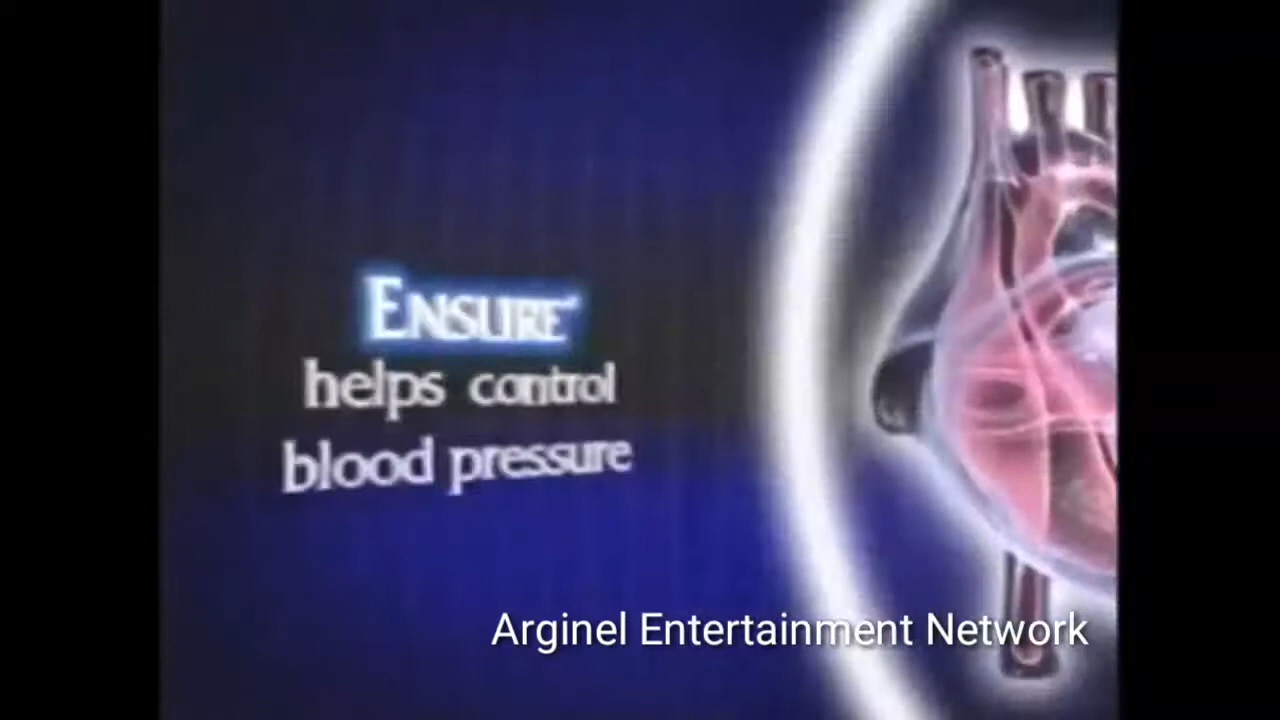 ENSURE®
helps control
blood pressure
Arginel Entertainment Network